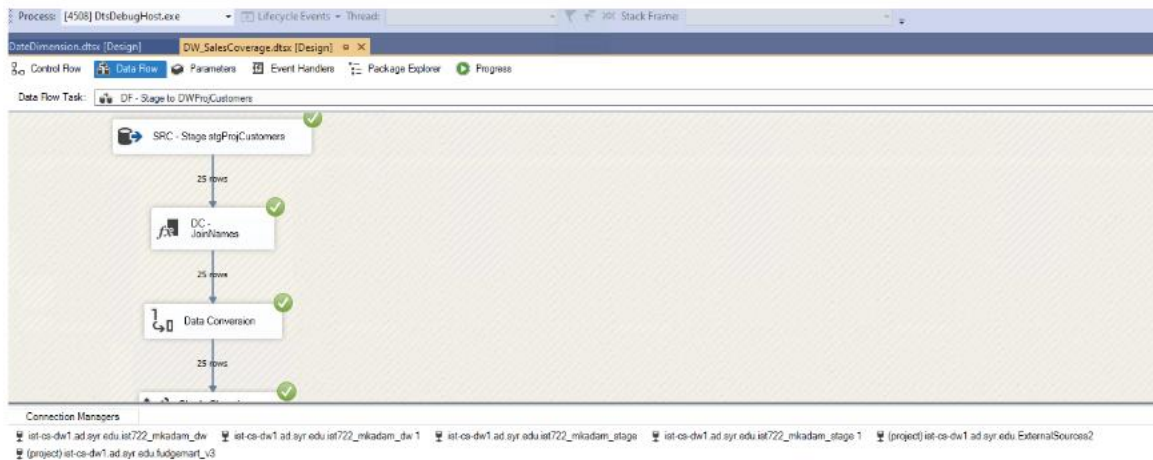 Process: [4508] DtsDebugHost.exe Lifecycle Events Thread: Stack Frame:
DateDimension.dtsx [Design] DW_SalesCoverage.dtsx [Design]
Control Flow Data Flow Parameters Event Handlers Package Explorer Progress
Data Flow Task: DF - Stage to DWProjCustomers
SRC - Stage stgProjCustomers
25 rows
DC -
JoinNames
25 rows
Data Conversion
25 rows
Connection Managers
ist-cs-dw1.ad.syr.edu.ist722_mkadam_dw ist-cs-dw1.ad.syr.edu.ist722_mkadam_dw 1 ist-cs-dw1.ad.syr.edu.ist722_mkadam_stage ist-cs-dw1.ad.syr.edu.ist722_mkadam_stage 1 (project) ist-cs-dw1.ad.syr.edu.ExternalSources2
(project) ist-cs-dw1.ad.syr.edu.fudgemart_v3